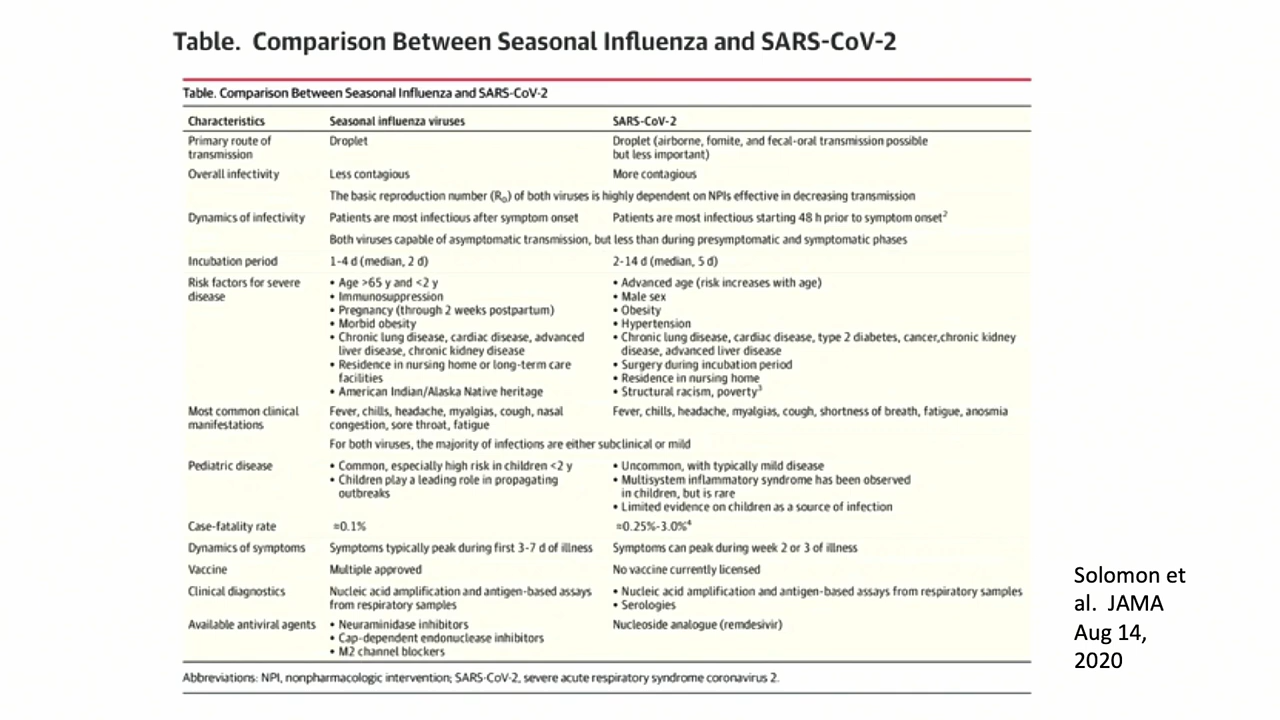 Table. Comparison Between Seasonal Influenza and SARS-CoV-2
Table. Comparison Between Seasonal Influenza and SARS-CoV-2
Characteristics Seasonal influenza viruses SARS-CoV-2
Primary route of Droplet Droplet (airborne, fomite, and fecal-oral transmission possible
transmission but less important)
Overall infectivity Less contagious More contagious
The basic reproduction number (R₀) of both viruses is highly dependent on NPIs effective in decreasing transmission
Dynamics of infectivity Patients are most infectious after symptom onset Patients are most infectious starting 48 h prior to symptom onset²
Both viruses capable of asymptomatic transmission, but less than during presymptomatic and symptomatic phases
Incubation period 1-4 d (median, 2 d) 2-14 d (median, 5 d)
Risk factors for severe • Age >65 y and <2 y • Advanced age (risk increases with age)
disease • Immunosuppression • Male sex
• Pregnancy (through 2 weeks postpartum) • Obesity
• Morbid obesity • Hypertension
• Chronic lung disease, cardiac disease, advanced • Chronic lung disease, cardiac disease, type 2 diabetes, cancer,chronic kidney
liver disease, chronic kidney disease disease, advanced liver disease
• Residence in nursing home or long-term care • Surgery during incubation period
facilities • Residence in nursing home
• American Indian/Alaska Native heritage • Structural racism, poverty³
Most common clinical Fever, chills, headache, myalgias, cough, nasal Fever, chills, headache, myalgias, cough, shortness of breath, fatigue, anosmia
manifestations congestion, sore throat, fatigue
For both viruses, the majority of infections are either subclinical or mild
Pediatric disease • Common, especially high risk in children <2 y • Uncommon, with typically mild disease
• Children play a leading role in propagating • Multisystem inflammatory syndrome has been observed
outbreaks in children, but is rare
• Limited evidence on children as a source of infection
Case-fatality rate ≈0.1% ≈0.25%-3.0%⁴
Dynamics of symptoms Symptoms typically peak during first 3-7 d of illness Symptoms can peak during week 2 or 3 of illness
Vaccine Multiple approved No vaccine currently licensed
Clinical diagnostics Nucleic acid amplification and antigen-based assays • Nucleic acid amplification and antigen-based assays from respiratory samples
from respiratory samples • Serologies
Available antiviral agents • Neuraminidase inhibitors Nucleoside analogue (remdesivir)
• Cap-dependent endonuclease inhibitors
• M2 channel blockers
Abbreviations: NPI, nonpharmacologic intervention; SARS-CoV-2, severe acute respiratory syndrome coronavirus 2.
Solomon et
al. JAMA
Aug 14,
2020